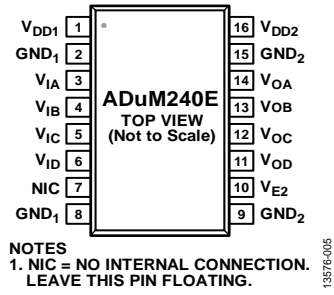 VDD1 1 16 VDD2
GND1 2 15 GND2
VIA 3 14 VOA
VIB 4 13 VOB
VIC 5 12 VOC
VID 6 11 VOD
NIC 7 10 VE2
GND1 8 9 GND2
ADuM240E
TOP VIEW
(Not to Scale)
NOTES
1. NIC = NO INTERNAL CONNECTION.
LEAVE THIS PIN FLOATING.
13576-005